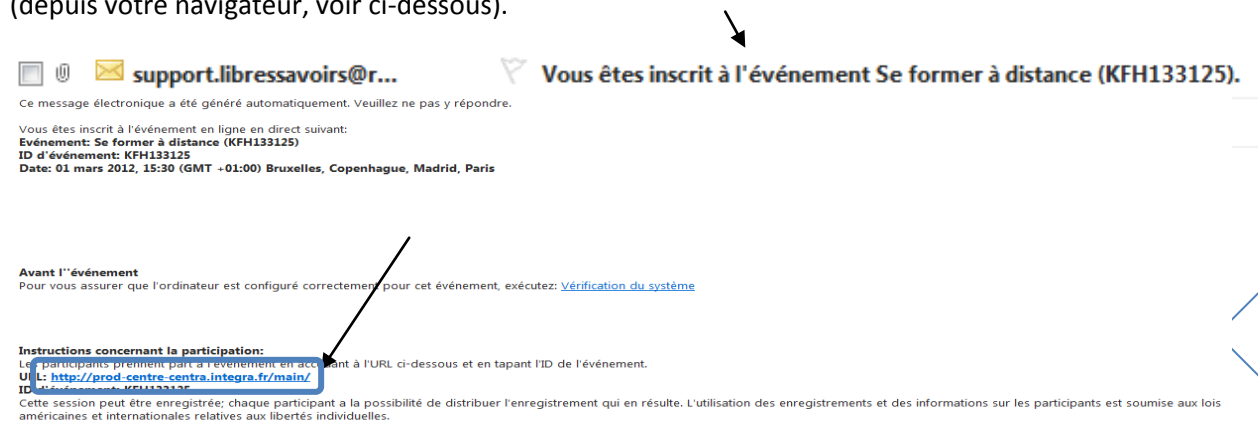 (depuis votre navigateur, voir ci-dessous).
support.libressavoirs@r... Vous êtes inscrit à l'événement Se former à distance (KFH133125).
Ce message électronique a été généré automatiquement. Veuillez ne pas y répondre.
Vous êtes inscrit à l'événement en ligne en direct suivant:
Evénement: Se former à distance (KFH133125)
ID d'événement: KFH133125
Date: 01 mars 2012, 15:30 (GMT +01:00) Bruxelles, Copenhague, Madrid, Paris
Avant l''événement
Pour vous assurer que l'ordinateur est configuré correctement pour cet événement, exécutez: Vérification du système
Instructions concernant la participation:
Les participants prennent part à l'événement en accédant à l'URL ci-dessous et en tapant l'ID de l'événement.
URL: http://prod-centre-centra.integra.fr/main/
ID d'événement: KFH133125
Cette session peut être enregistrée; chaque participant a la possibilité de distribuer l'enregistrement qui en résulte. L'utilisation des enregistrements et des informations sur les participants est soumise aux lois
américaines et internationales relatives aux libertés individuelles.